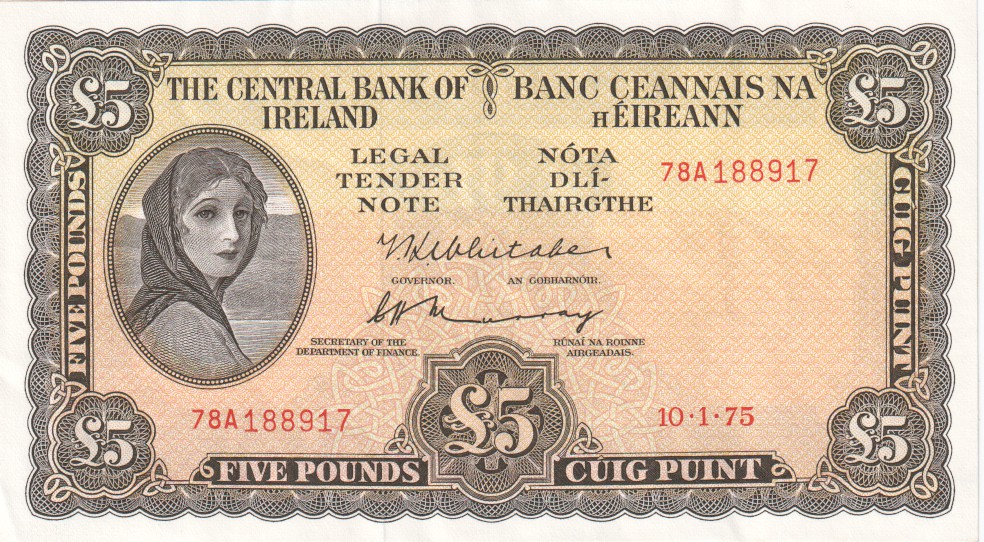 £5
£5
THE CENTRAL BANK OF
IRELAND
BANC CEANNAIS NA
hÉIREANN
LEGAL
TENDER
NOTE
NÓTA
DLÍ-
THAIRGTHE
78A188917
FIVE POUNDS
CÚIG PUINT
T.K. Whitaker
GOVERNOR.
AN GOBHARNÓIR.
C H Murray
SECRETARY OF THE
DEPARTMENT OF FINANCE.
RÚNAÍ NA ROINNE
AIRGEADAIS.
78A188917
10·1·75
£5
£5
£5
FIVE POUNDS
CÚIG PUINT